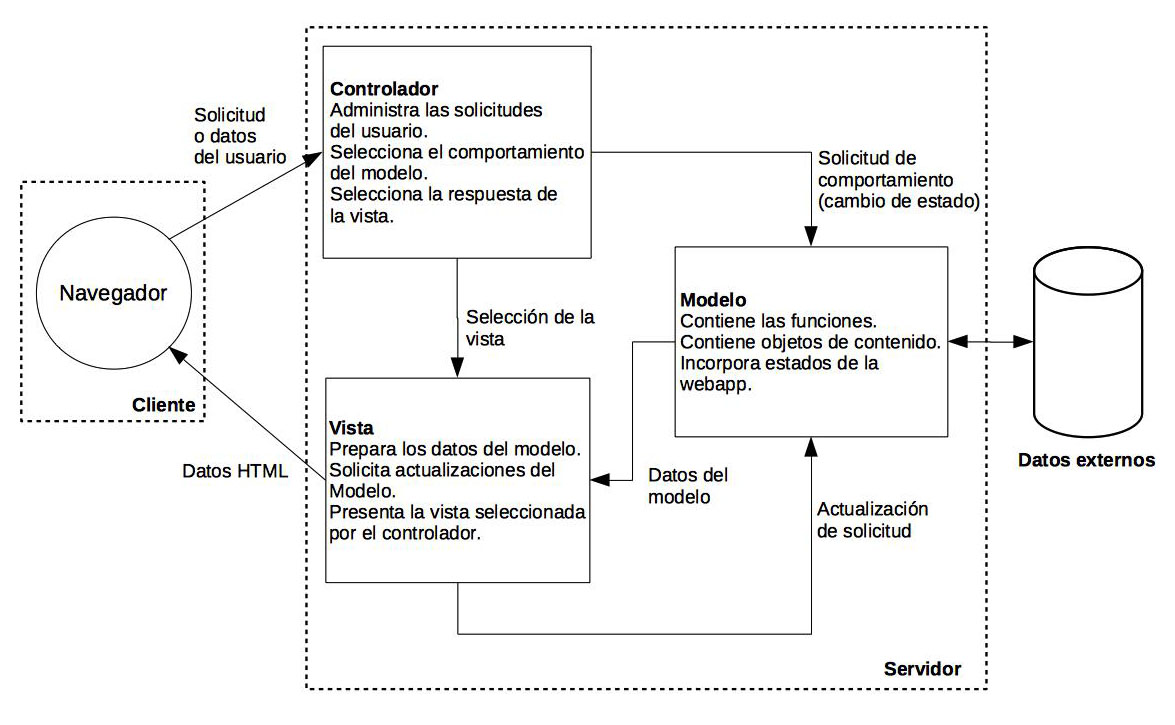 Controlador
Administra las solicitudes
del usuario.
Selecciona el comportamiento
del modelo.
Selecciona la respuesta de
la vista.
Solicitud
o datos
del usuario
Solicitud de
comportamiento
(cambio de estado)
Navegador
Cliente
Selección de la
vista
Modelo
Contiene las funciones.
Contiene objetos de contenido.
Incorpora estados de la
webapp.
Datos externos
Vista
Prepara los datos del modelo.
Solicita actualizaciones del
Modelo.
Presenta la vista seleccionada
por el controlador.
Datos HTML
Datos del
modelo
Actualización
de solicitud
Servidor